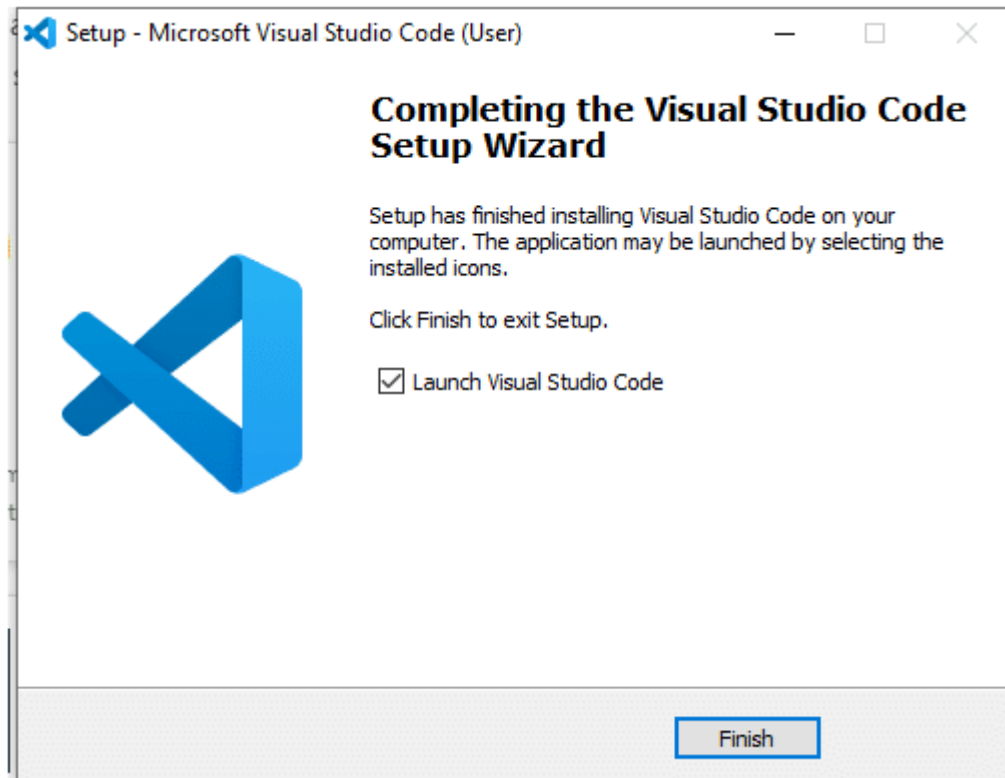 Setup - Microsoft Visual Studio Code (User)
Completing the Visual Studio Code
Setup Wizard
Setup has finished installing Visual Studio Code on your
computer. The application may be launched by selecting the
installed icons.
Click Finish to exit Setup.
Launch Visual Studio Code
Finish